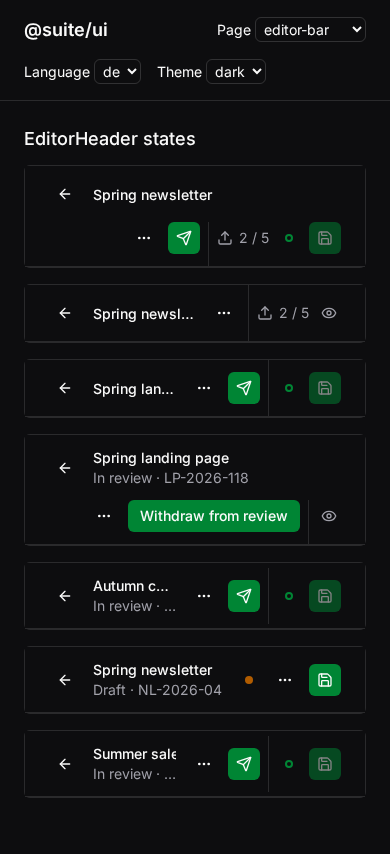 @suite/ui
Page editor-bar
Language de Theme dark
EditorHeader states
Spring newsletter
2 / 5
Spring newsl...
2 / 5
Spring lan...
Spring landing page
In review · LP-2026-118
Withdraw from review
Autumn c...
In review · ...
Spring newsletter
Draft · NL-2026-04
Summer sale
In review · ...